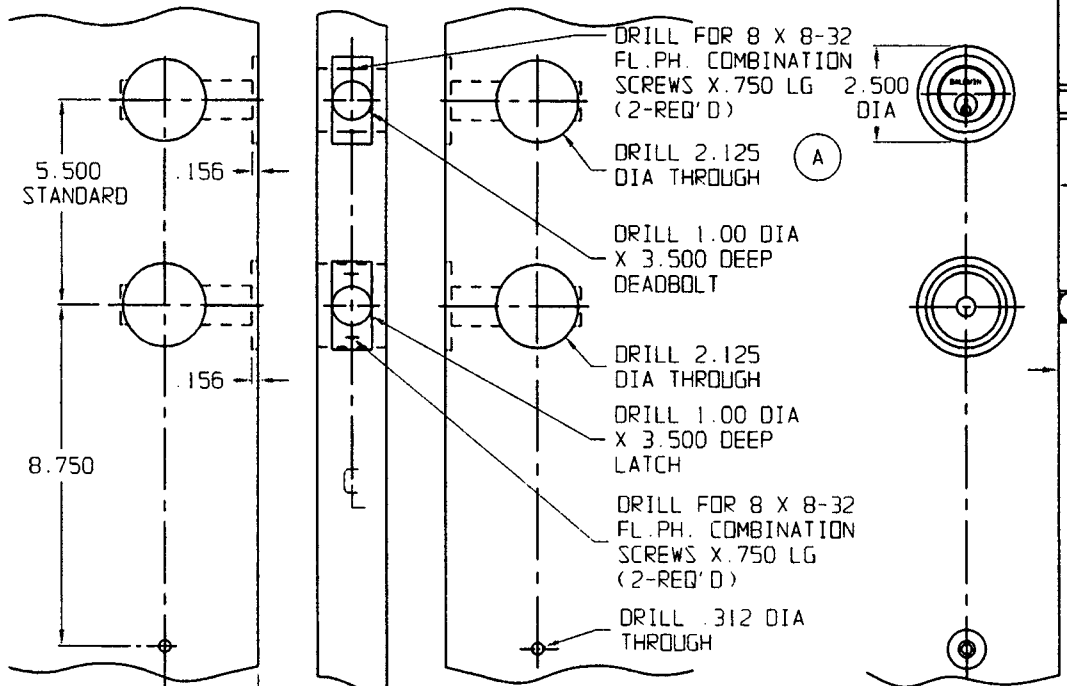 DRILL FOR 8 X 8-32
FL.PH. COMBINATION
SCREWS X.750 LG
(2-REQ'D)
2.500
DIA
BALDWIN
5.500
STANDARD
.156
DRILL 2.125
DIA THROUGH
A
DRILL 1.00 DIA
X 3.500 DEEP
DEADBOLT
DRILL 2.125
DIA THROUGH
.156
DRILL 1.00 DIA
X 3.500 DEEP
LATCH
8.750
CL
DRILL FOR 8 X 8-32
FL.PH. COMBINATION
SCREWS X.750 LG
(2-REQ'D)
DRILL .312 DIA
THROUGH